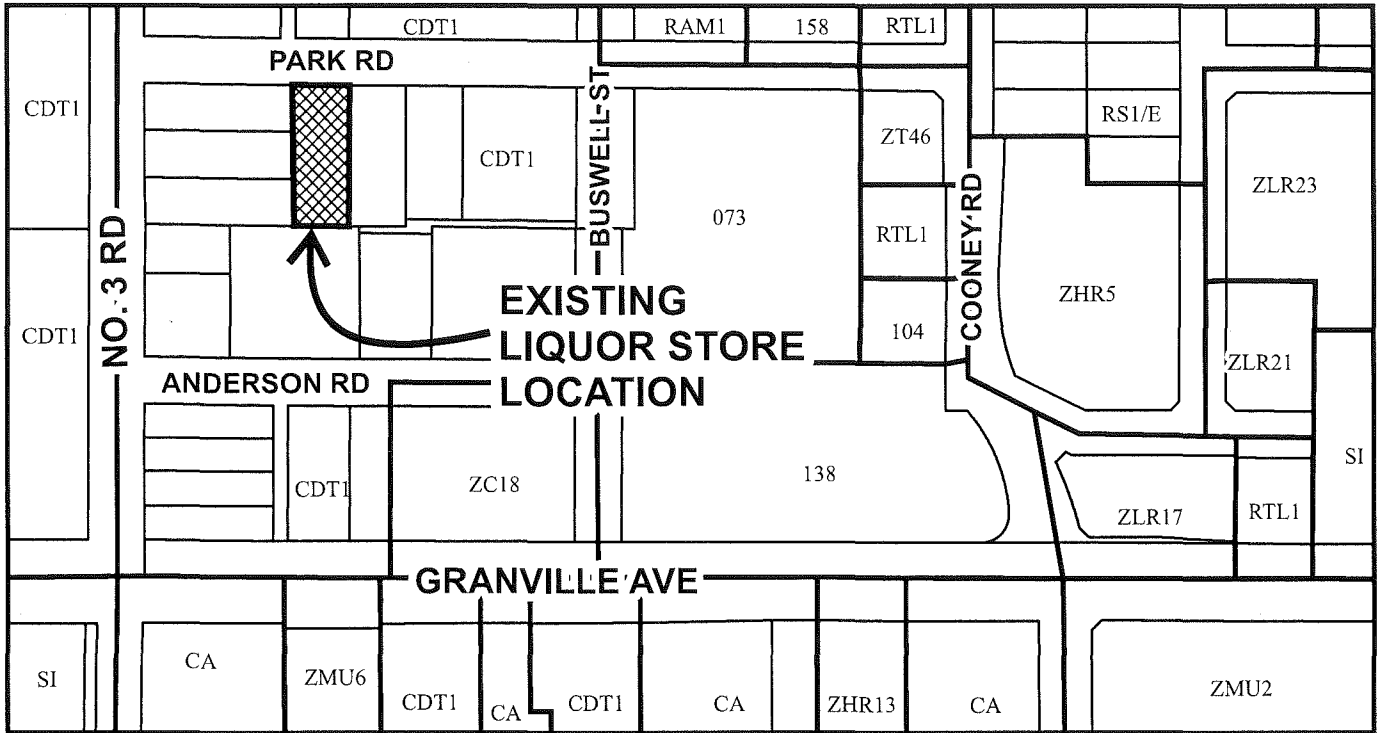 CDT1
RAM1
158
RTL1
PARK RD
CDT1
BUSWELL ST
RS1/E
CDT1
ZT46
ZLR23
073
NO. 3 RD
RTL1
COONEY RD
ZHR5
EXISTING
LIQUOR STORE
LOCATION
CDT1
104
ZLR21
ANDERSON RD
CDT1
ZC18
138
ZLR17
RTL1
SI
GRANVILLE AVE
SI
CA
ZMU6
CDT1
CA
CDT1
CA
ZHR13
CA
ZMU2